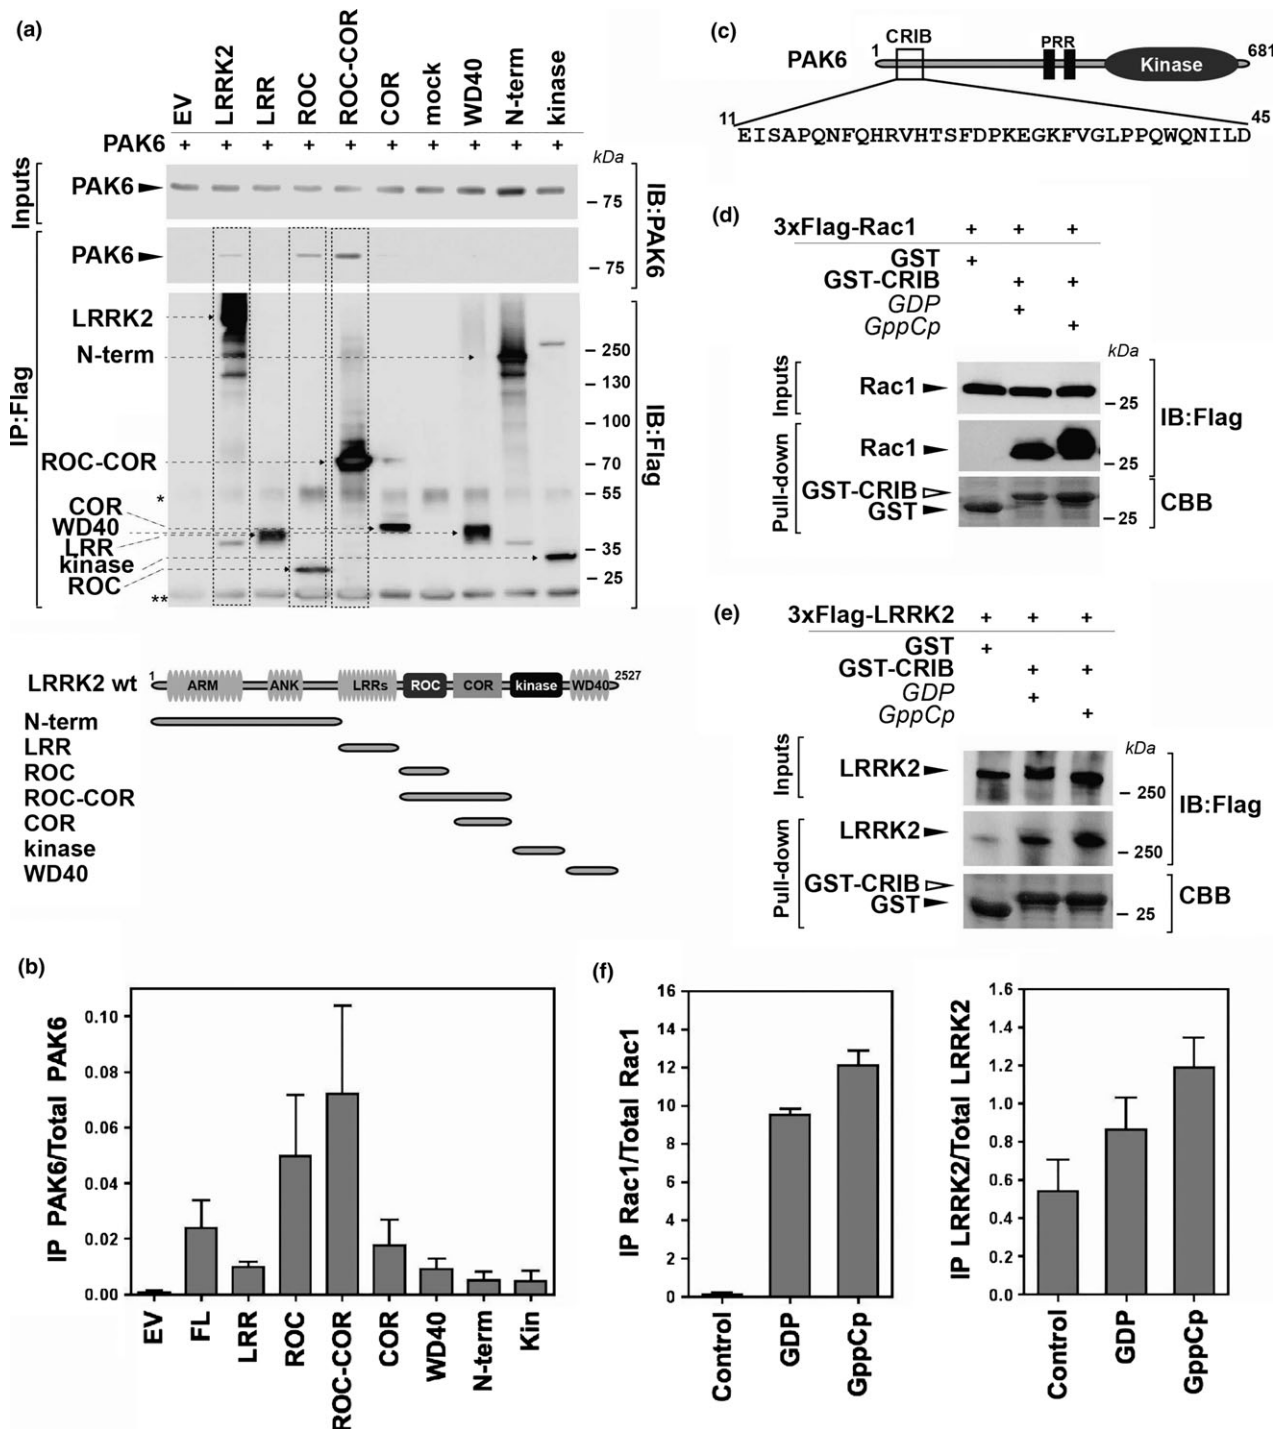 (a)
EV LRRK2 LRR ROC ROC-COR COR mock WD40 N-term kinase
PAK6 + + + + + + + + + +
kDa
Inputs
PAK6
– 75
IB:PAK6
PAK6
– 75
IP:Flag
LRRK2
N-term
– 250
– 130
– 100
ROC-COR
– 70
– 55
*
COR
WD40
LRR
– 35
kinase
ROC
– 25
**
IB:Flag
LRRK2 wt
1
ARM ANK LRRs ROC COR kinase WD40
2527
N-term
LRR
ROC
ROC-COR
COR
kinase
WD40
(b)
IP PAK6/Total PAK6
0.10
0.08
0.06
0.04
0.02
0.00
EV FL LRR ROC ROC-COR COR WD40 N-term Kin
(c)
CRIB
PRR
PAK6
1
Kinase
681
11
45
EISAPQNFQHRVHTSFDPKEGKFVGLPPQWQNILD
(d)
3xFlag-Rac1 + + +
GST +
GST-CRIB + +
GDP +
GppCp +
kDa
Inputs
Rac1
– 25
IB:Flag
Pull-down
Rac1
– 25
GST-CRIB
GST
– 25
CBB
(e)
3xFlag-LRRK2 + + +
GST +
GST-CRIB + +
GDP +
GppCp +
kDa
Inputs
LRRK2
– 250
IB:Flag
Pull-down
LRRK2
– 250
GST-CRIB
GST
– 25
CBB
(f)
IP Rac1/Total Rac1
16
14
12
10
8
6
4
2
0
Control GDP GppCp
IP LRRK2/Total LRRK2
1.6
1.4
1.2
1.0
0.8
0.6
0.4
0.2
0.0
Control GDP GppCp